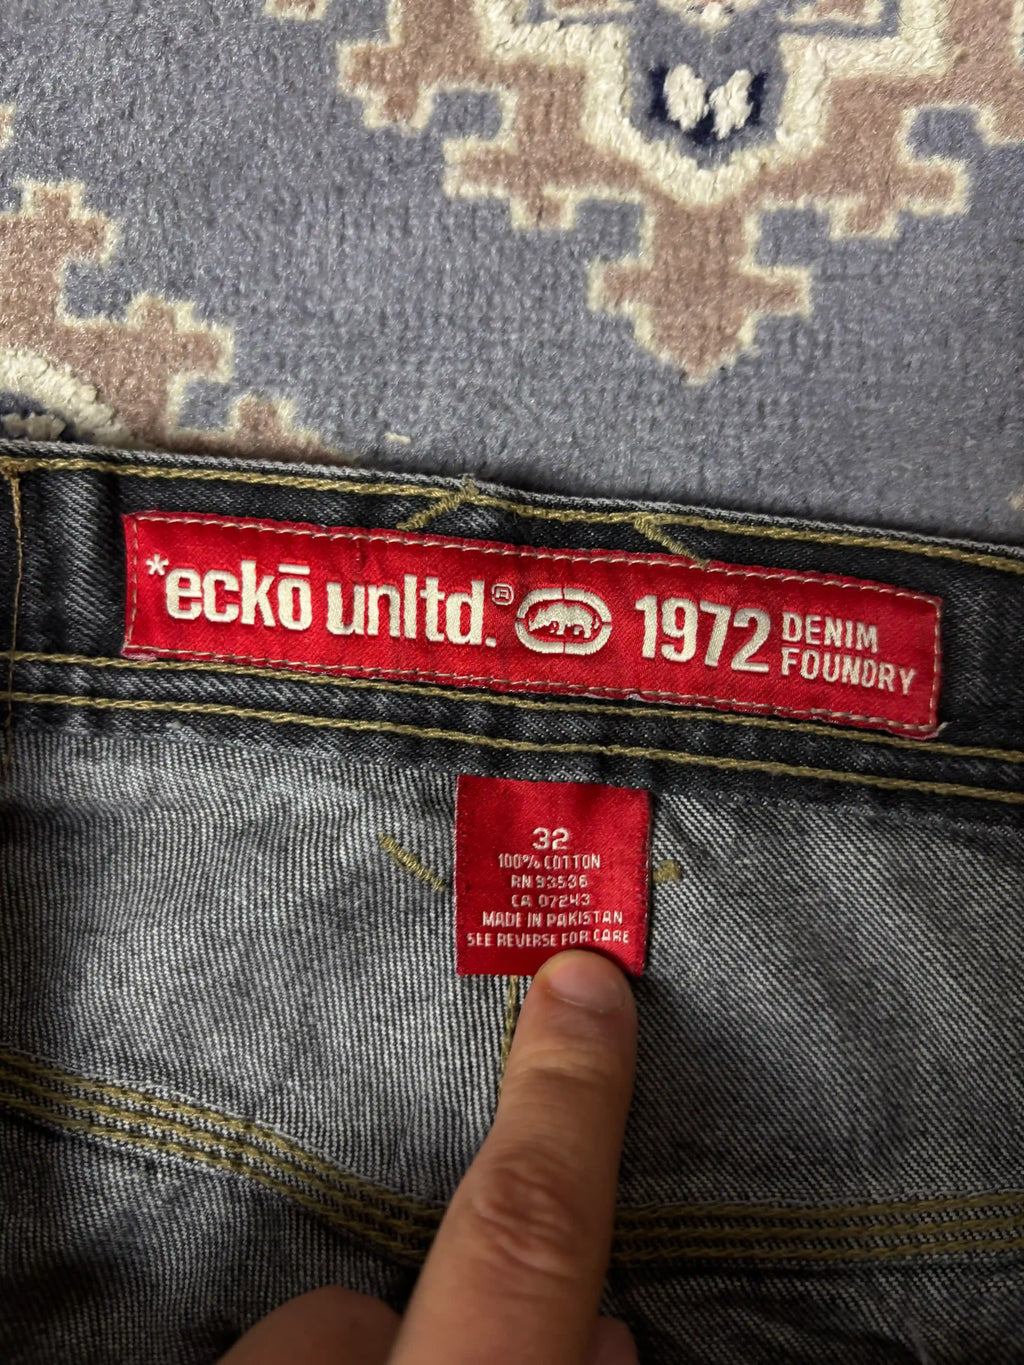 *eckō unltd.® 1972 DENIM
FOUNDRY
32
100% COTTON
RN 93536
CA 07243
MADE IN PAKISTAN
SEE REVERSE FOR CARE